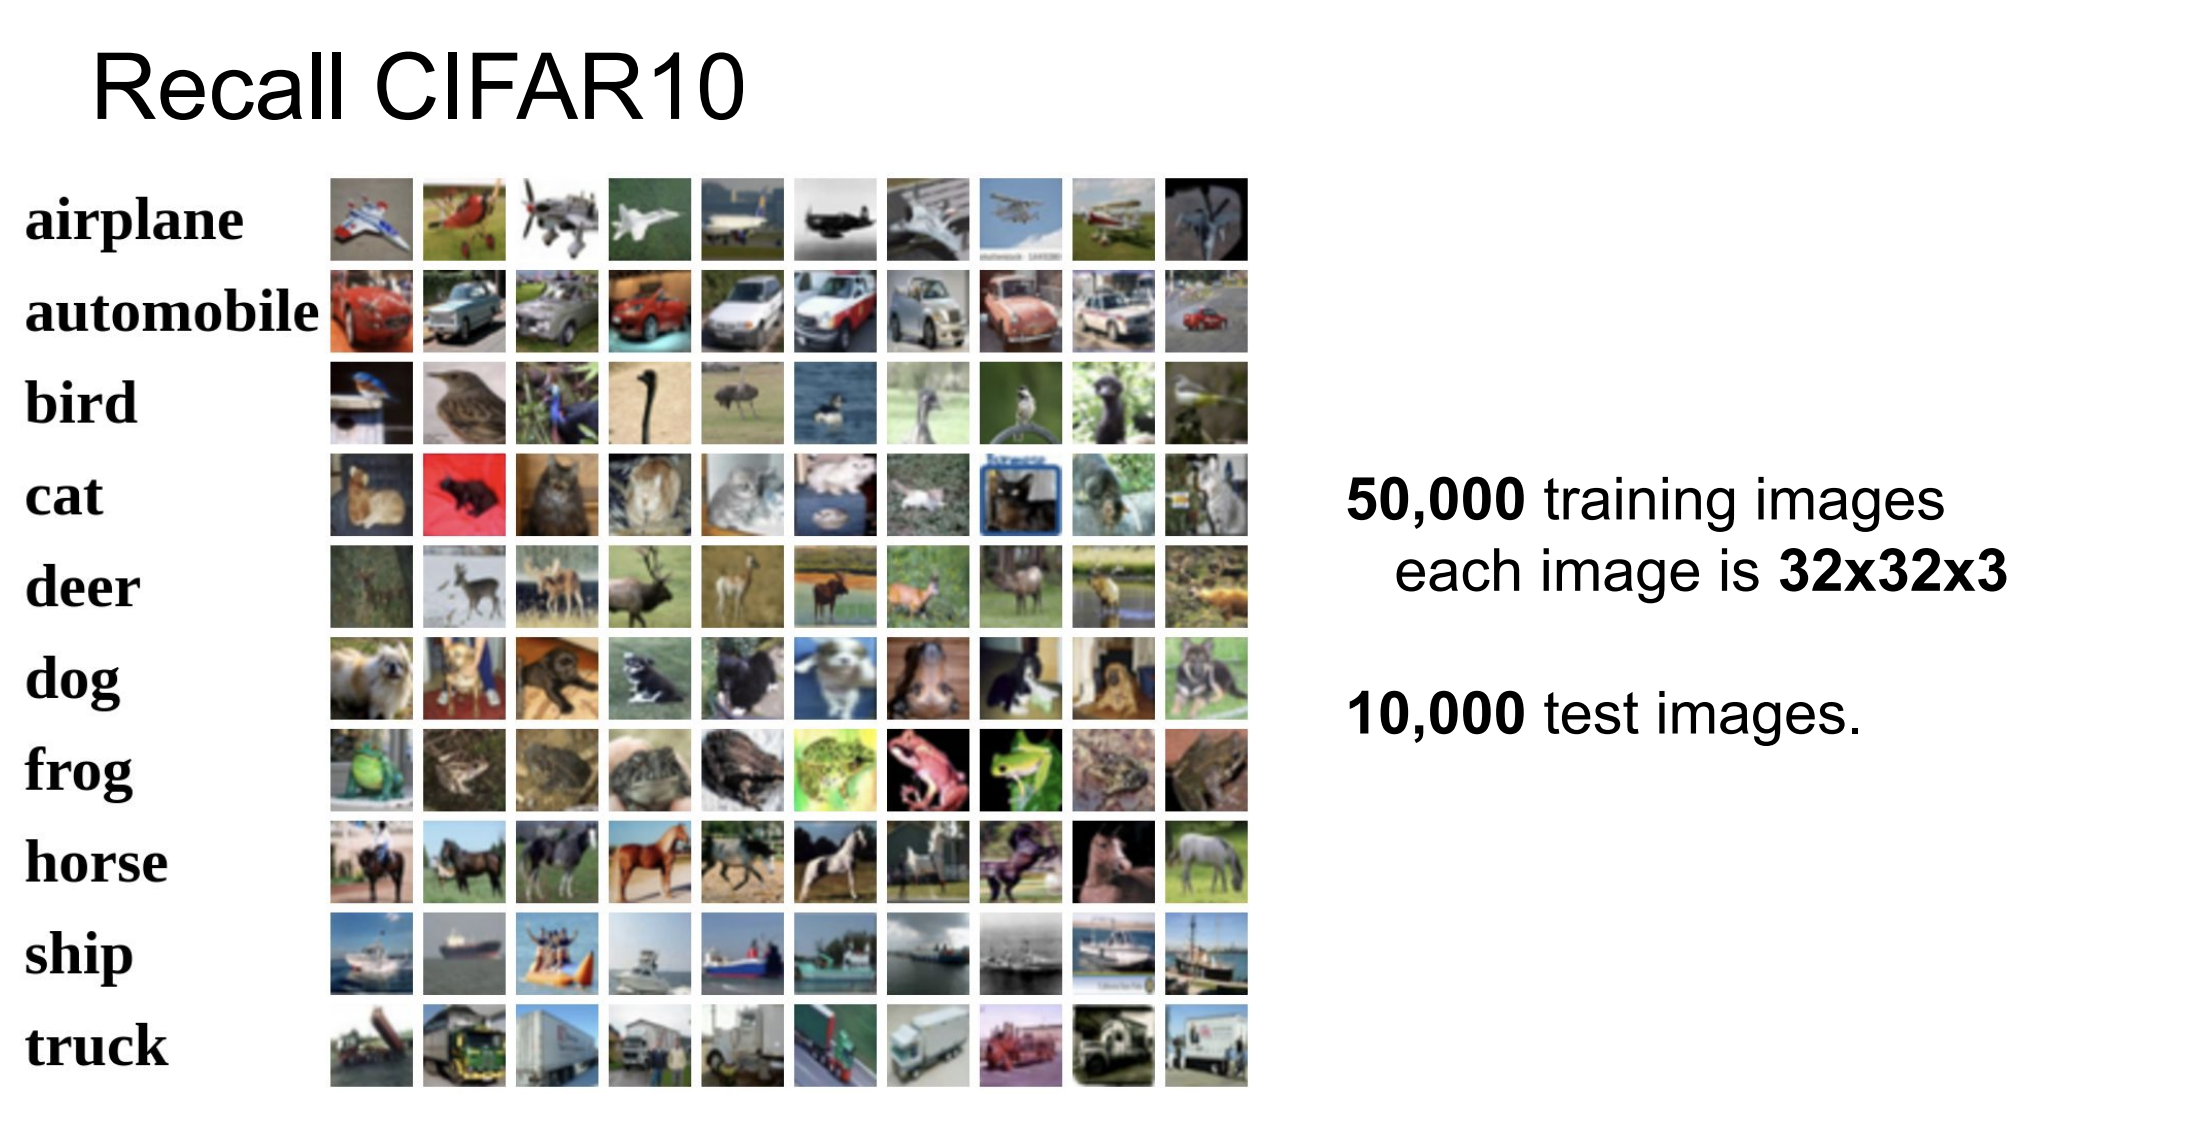 Recall CIFAR10
airplane
automobile
bird
cat
deer
dog
frog
horse
ship
truck
50,000 training images
each image is 32x32x3
10,000 test images.